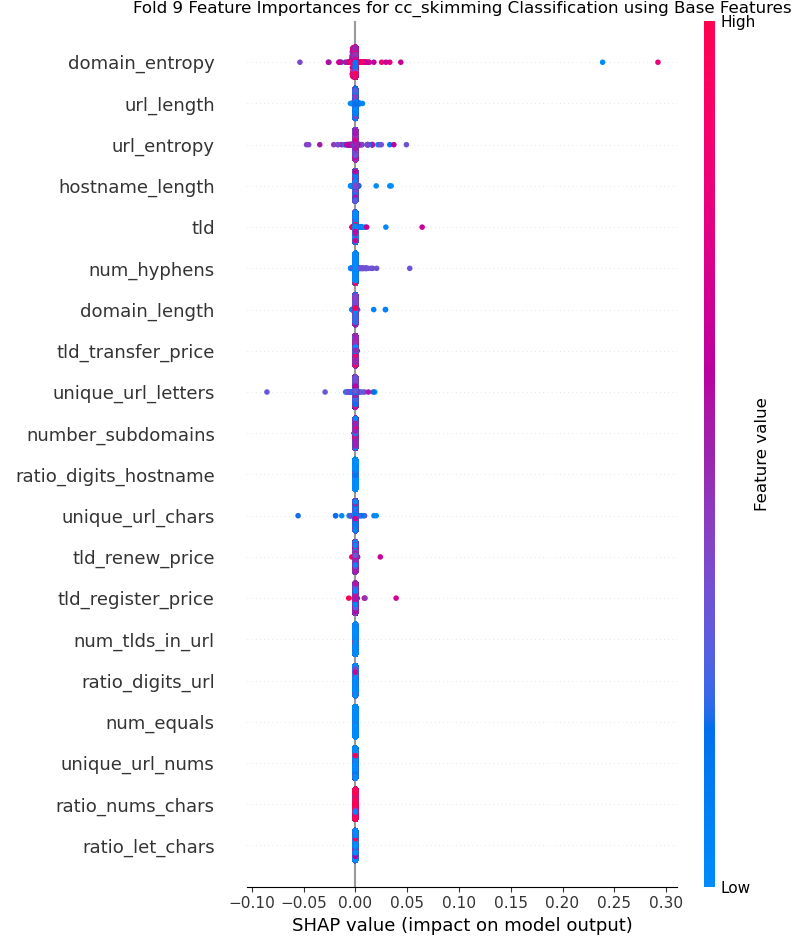 Fold 9 Feature Importances for cc_skimming Classification using Base Features
High
domain_entropy
url_length
url_entropy
hostname_length
tld
num_hyphens
domain_length
tld_transfer_price
unique_url_letters
number_subdomains
ratio_digits_hostname
unique_url_chars
tld_renew_price
tld_register_price
num_tlds_in_url
ratio_digits_url
num_equals
unique_url_nums
ratio_nums_chars
ratio_let_chars
Feature value
Low
−0.10 −0.05 0.00 0.05 0.10 0.15 0.20 0.25 0.30
SHAP value (impact on model output)